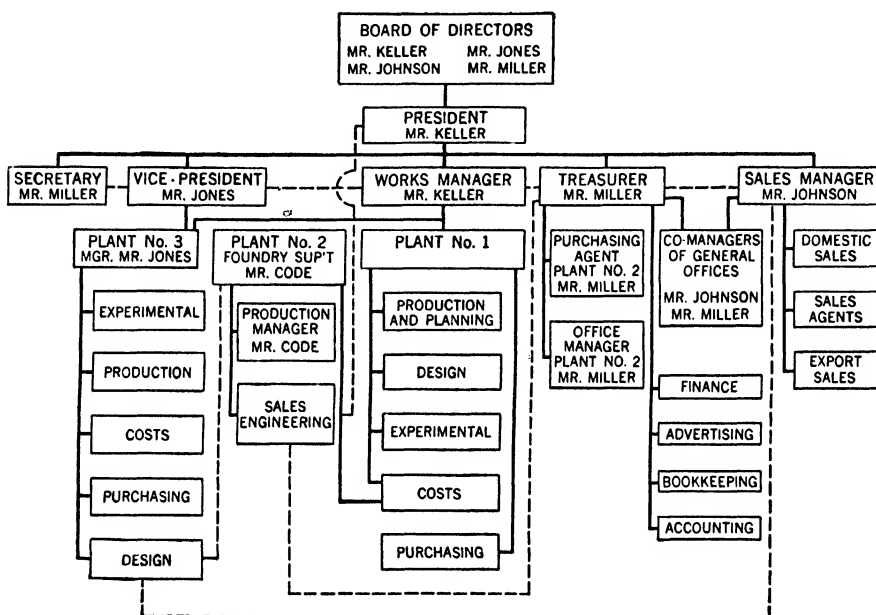 BOARD OF DIRECTORS
MR. KELLER MR. JONES
MR. JOHNSON MR. MILLER
PRESIDENT
MR. KELLER
SECRETARY
MR. MILLER
VICE-PRESIDENT
MR. JONES
WORKS MANAGER
MR. KELLER
TREASURER
MR. MILLER
SALES MANAGER
MR. JOHNSON
PLANT No. 3
MGR. MR. JONES
EXPERIMENTAL
PRODUCTION
COSTS
PURCHASING
DESIGN
PLANT No. 2
FOUNDRY SUP'T
MR. CODE
PRODUCTION
MANAGER
MR. CODE
SALES
ENGINEERING
PLANT No. 1
PRODUCTION
AND PLANNING
DESIGN
EXPERIMENTAL
COSTS
PURCHASING
PURCHASING
AGENT
PLANT NO. 2
MR. MILLER
OFFICE
MANAGER
PLANT NO. 2
MR. MILLER
CO-MANAGERS
OF GENERAL
OFFICES
MR. JOHNSON
MR. MILLER
FINANCE
ADVERTISING
BOOKKEEPING
ACCOUNTING
DOMESTIC
SALES
SALES
AGENTS
EXPORT
SALES